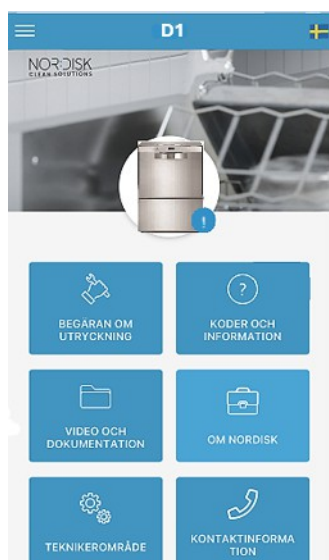 D1
NORDISK
CLEAN SOLUTIONS
BEGÄRAN OM
UTRYCKNING
?
KODER OCH
INFORMATION
VIDEO OCH
DOKUMENTATION
OM NORDISK
TEKNIKEROMRÅDE
KONTAKTINFORMA
TION